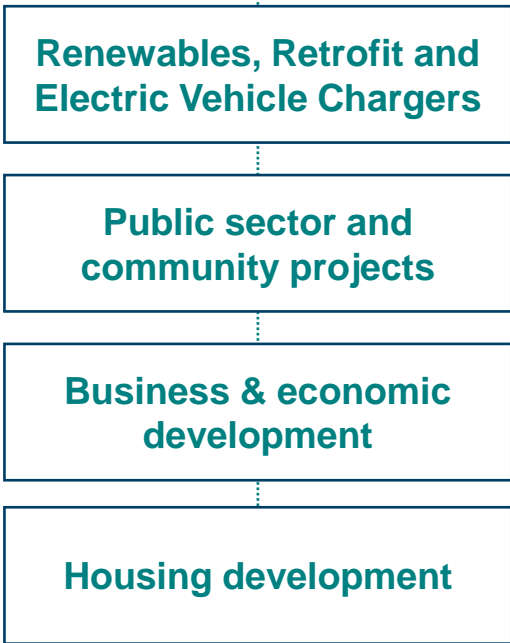 Renewables, Retrofit and
Electric Vehicle Chargers
Public sector and
community projects
Business & economic
development
Housing development